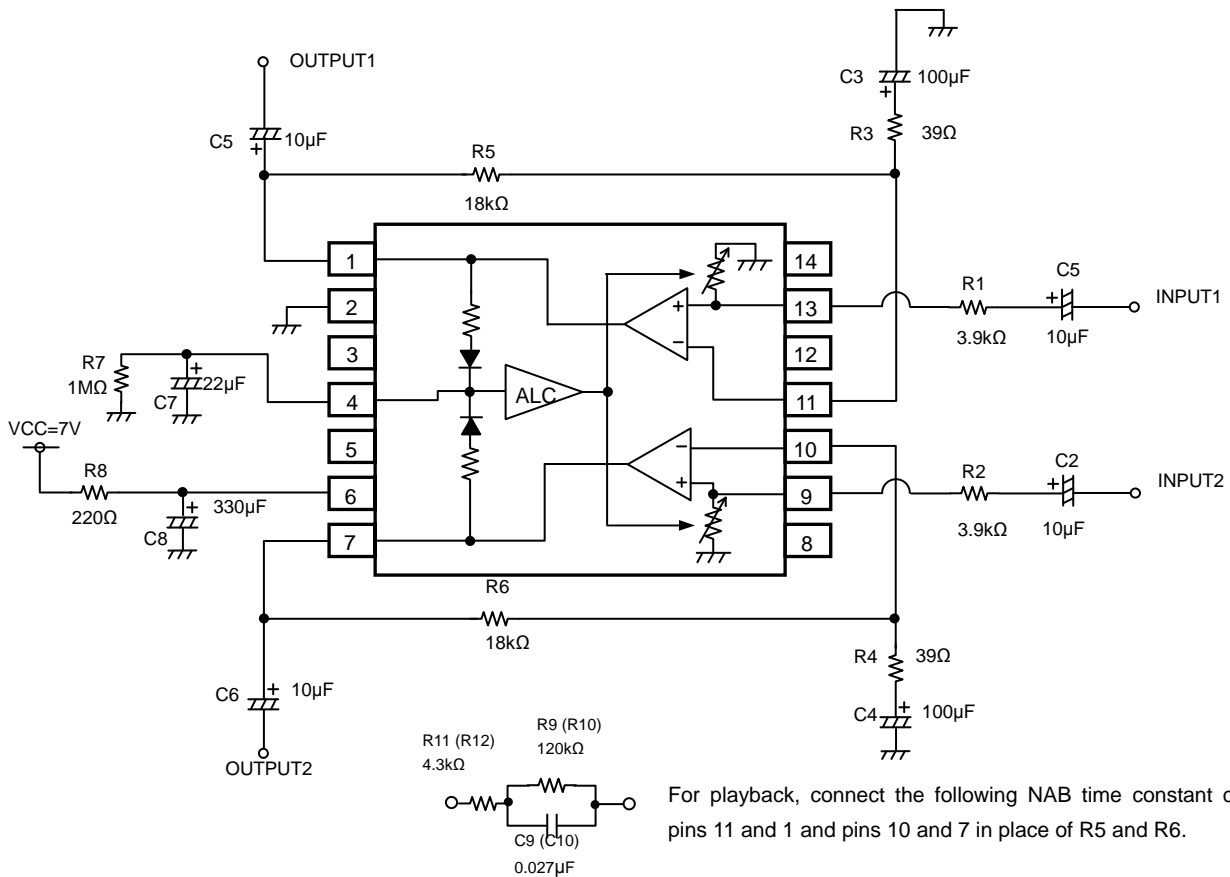 OUTPUT1
C5
10µF
+
R5
18kΩ
C3
100µF
+
R3
39Ω
1
2
3
4
5
6
7
14
13
12
11
10
9
8
+
−
ALC
−
+
R1
3.9kΩ
C5
+
10µF
INPUT1
R2
3.9kΩ
C2
+
10µF
INPUT2
R7
1MΩ
+
22µF
C7
VCC=7V
R8
220Ω
+
330µF
C8
R6
18kΩ
C6
+
10µF
OUTPUT2
R4
39Ω
C4
+
100µF
R11 (R12)
4.3kΩ
R9 (R10)
120kΩ
C9 (C10)
0.027µF
For playback, connect the following NAB time constant
pins 11 and 1 and pins 10 and 7 in place of R5 and R6.